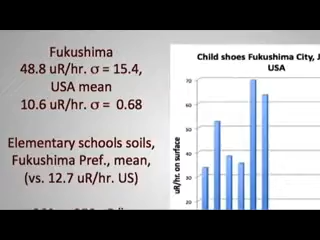 Fukushima
48.8 uR/hr. σ = 15.4,
USA mean
10.6 uR/hr. σ = 0.68
Elementary schools soils,
Fukushima Pref., mean,
(vs. 12.7 uR/hr. US)
Child shoes Fukushima City, J
USA
uR/hr. on surface
70
60
50
40
30
20